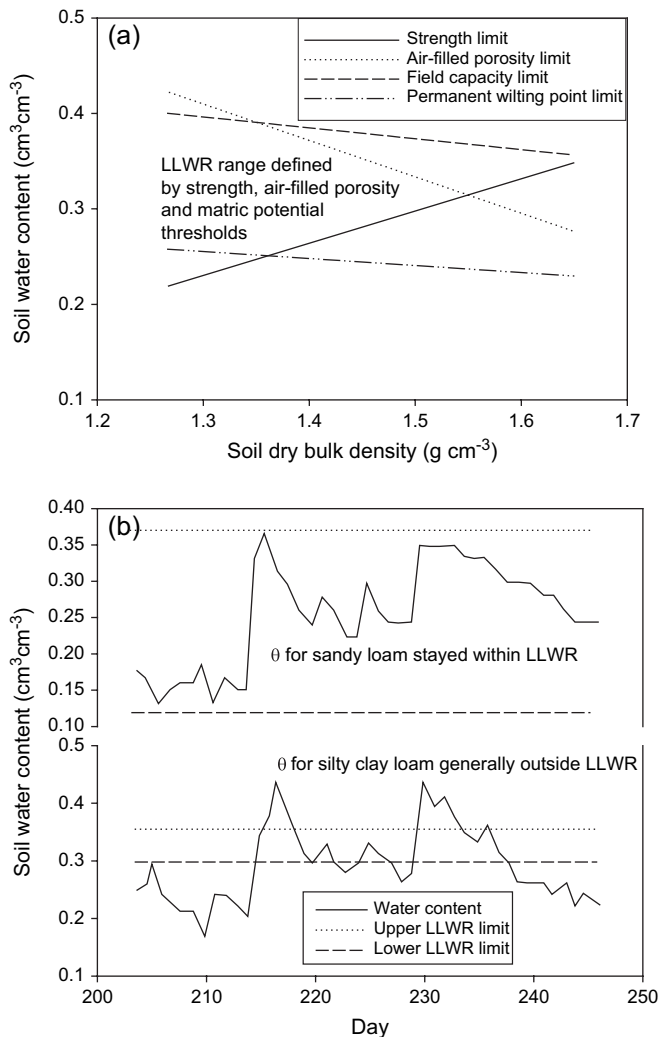 (a)
Strength limit
Air-filled porosity limit
Field capacity limit
Permanent wilting point limit
LLWR range defined
by strength, air-filled porosity
and matric potential
thresholds
Soil water content (cm³cm⁻³)
0.5
0.4
0.3
0.2
0.1
1.2 1.3 1.4 1.5 1.6 1.7
Soil dry bulk density (g cm⁻³)
(b)
0.40
0.35
0.30
0.25
0.20
0.15
0.10
θ for sandy loam stayed within LLWR
Soil water content (cm³cm⁻³)
0.5
0.4
0.3
0.2
0.1
θ for silty clay loam generally outside LLWR
Water content
Upper LLWR limit
Lower LLWR limit
200 210 220 230 240 250
Day